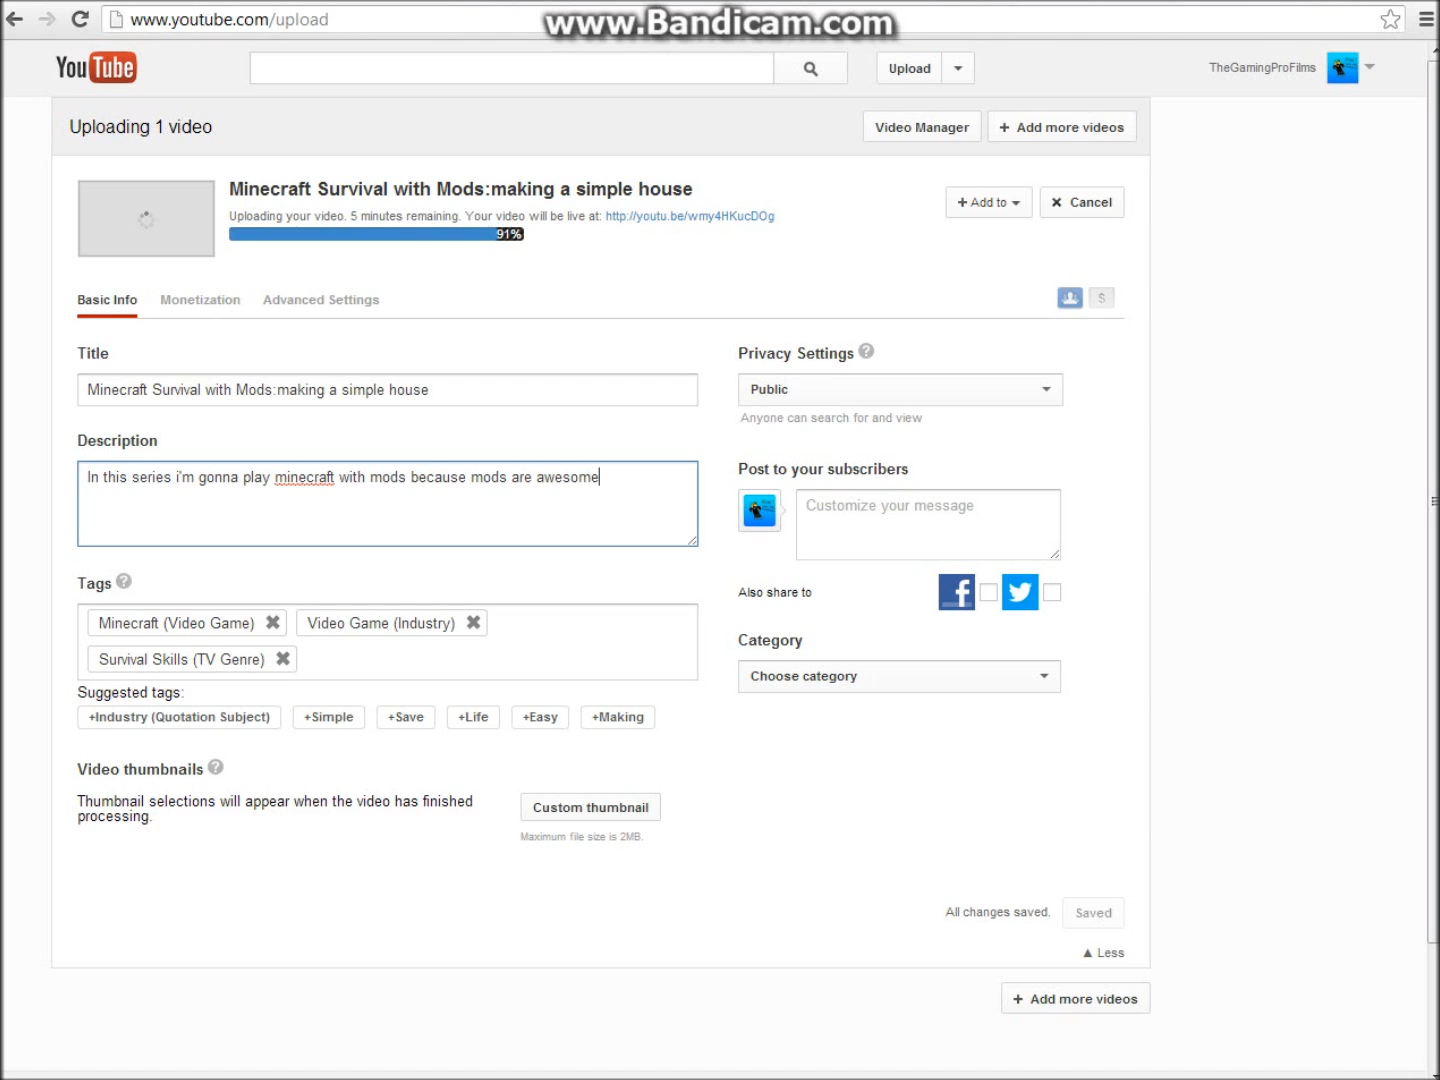 www.youtube.com/upload
www.Bandicam.com
YouTube
Upload
TheGamingProFilms
Uploading 1 video
Video Manager
+ Add more videos
Minecraft Survival with Mods:making a simple house
Uploading your video. 5 minutes remaining. Your video will be live at: http://youtu.be/wmy4HKucDOg
91%
+ Add to
Cancel
Basic Info
Monetization
Advanced Settings
$
Title
Minecraft Survival with Mods:making a simple house
Description
In this series i'm gonna play minecraft with mods because mods are awesome
Tags ?
Minecraft (Video Game)
Video Game (Industry)
Survival Skills (TV Genre)
Suggested tags:
+Industry (Quotation Subject)
+Simple
+Save
+Life
+Easy
+Making
Video thumbnails ?
Thumbnail selections will appear when the video has finished
processing.
Custom thumbnail
Maximum file size is 2MB.
Privacy Settings ?
Public
Anyone can search for and view
Post to your subscribers
Customize your message
Also share to
f
Category
Choose category
All changes saved.
Saved
▲ Less
+ Add more videos